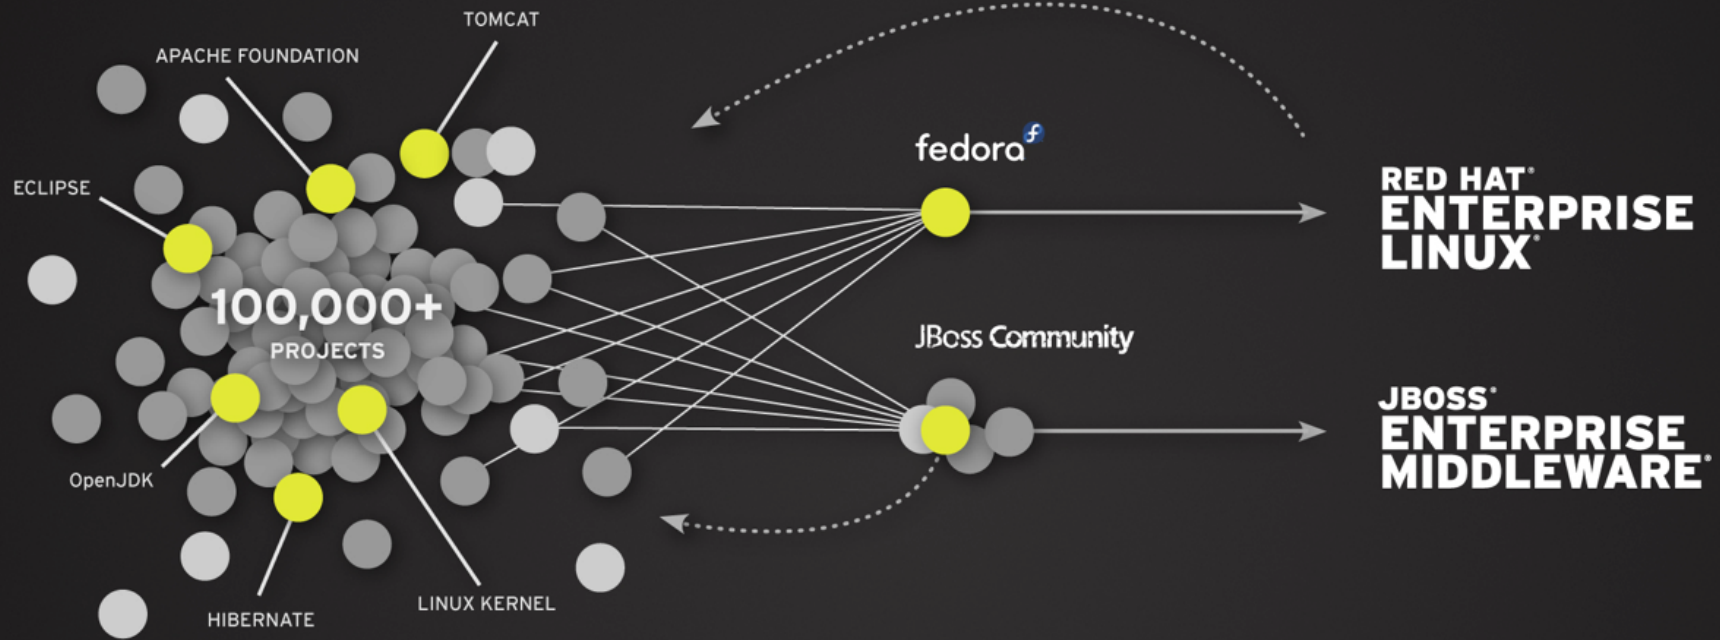 TOMCAT
APACHE FOUNDATION
ECLIPSE
100,000+
PROJECTS
OpenJDK
HIBERNATE
LINUX KERNEL
fedora
JBoss Community
RED HAT®
ENTERPRISE
LINUX®
JBOSS®
ENTERPRISE
MIDDLEWARE®